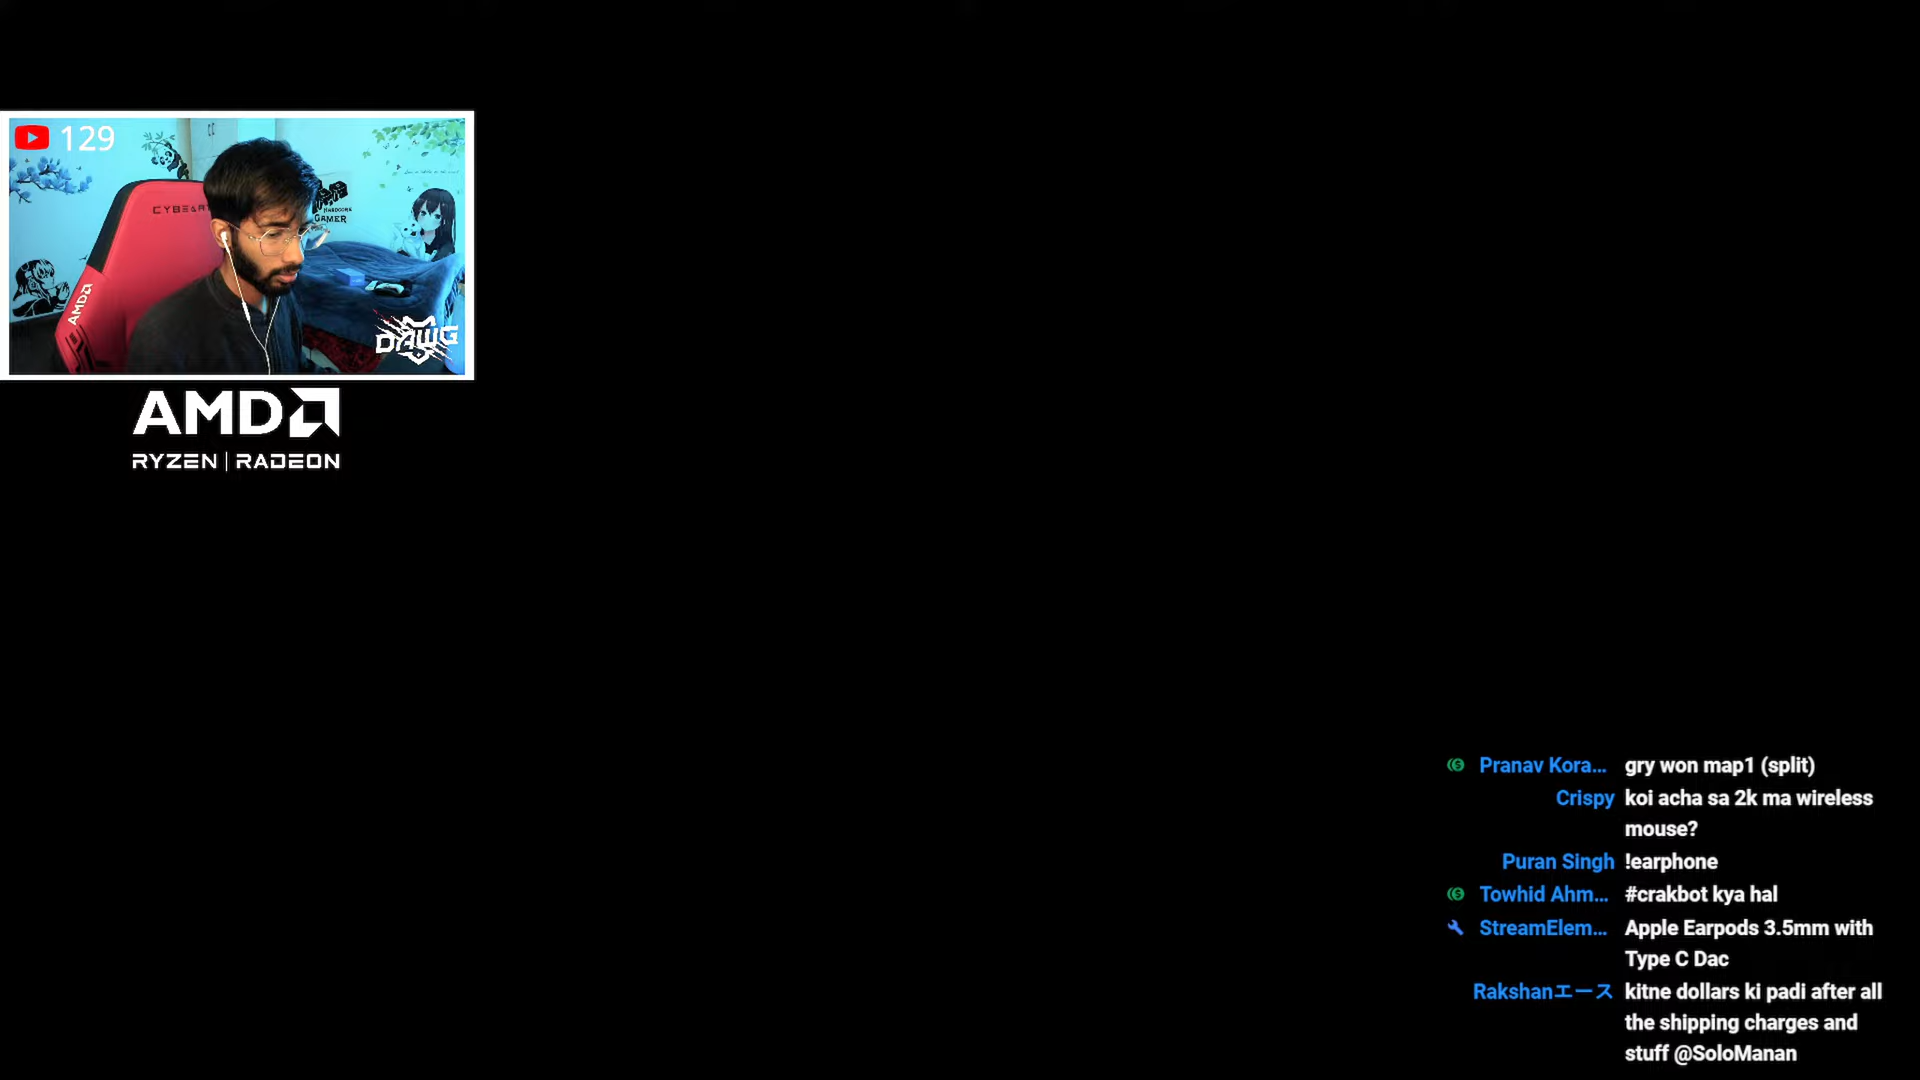 129
CYBEART
HARDCORE
GAMER
AMD
DAWG
AMD
RYZEN | RADEON
Pranav Kora... gry won map1 (split)
Crispy koi acha sa 2k ma wireless
mouse?
Puran Singh !earphone
Towhid Ahm... #crakbot kya hal
StreamElem... Apple Earpods 3.5mm with
Type C Dac
Rakshanエース kitne dollars ki padi after all
the shipping charges and
stuff @SoloManan